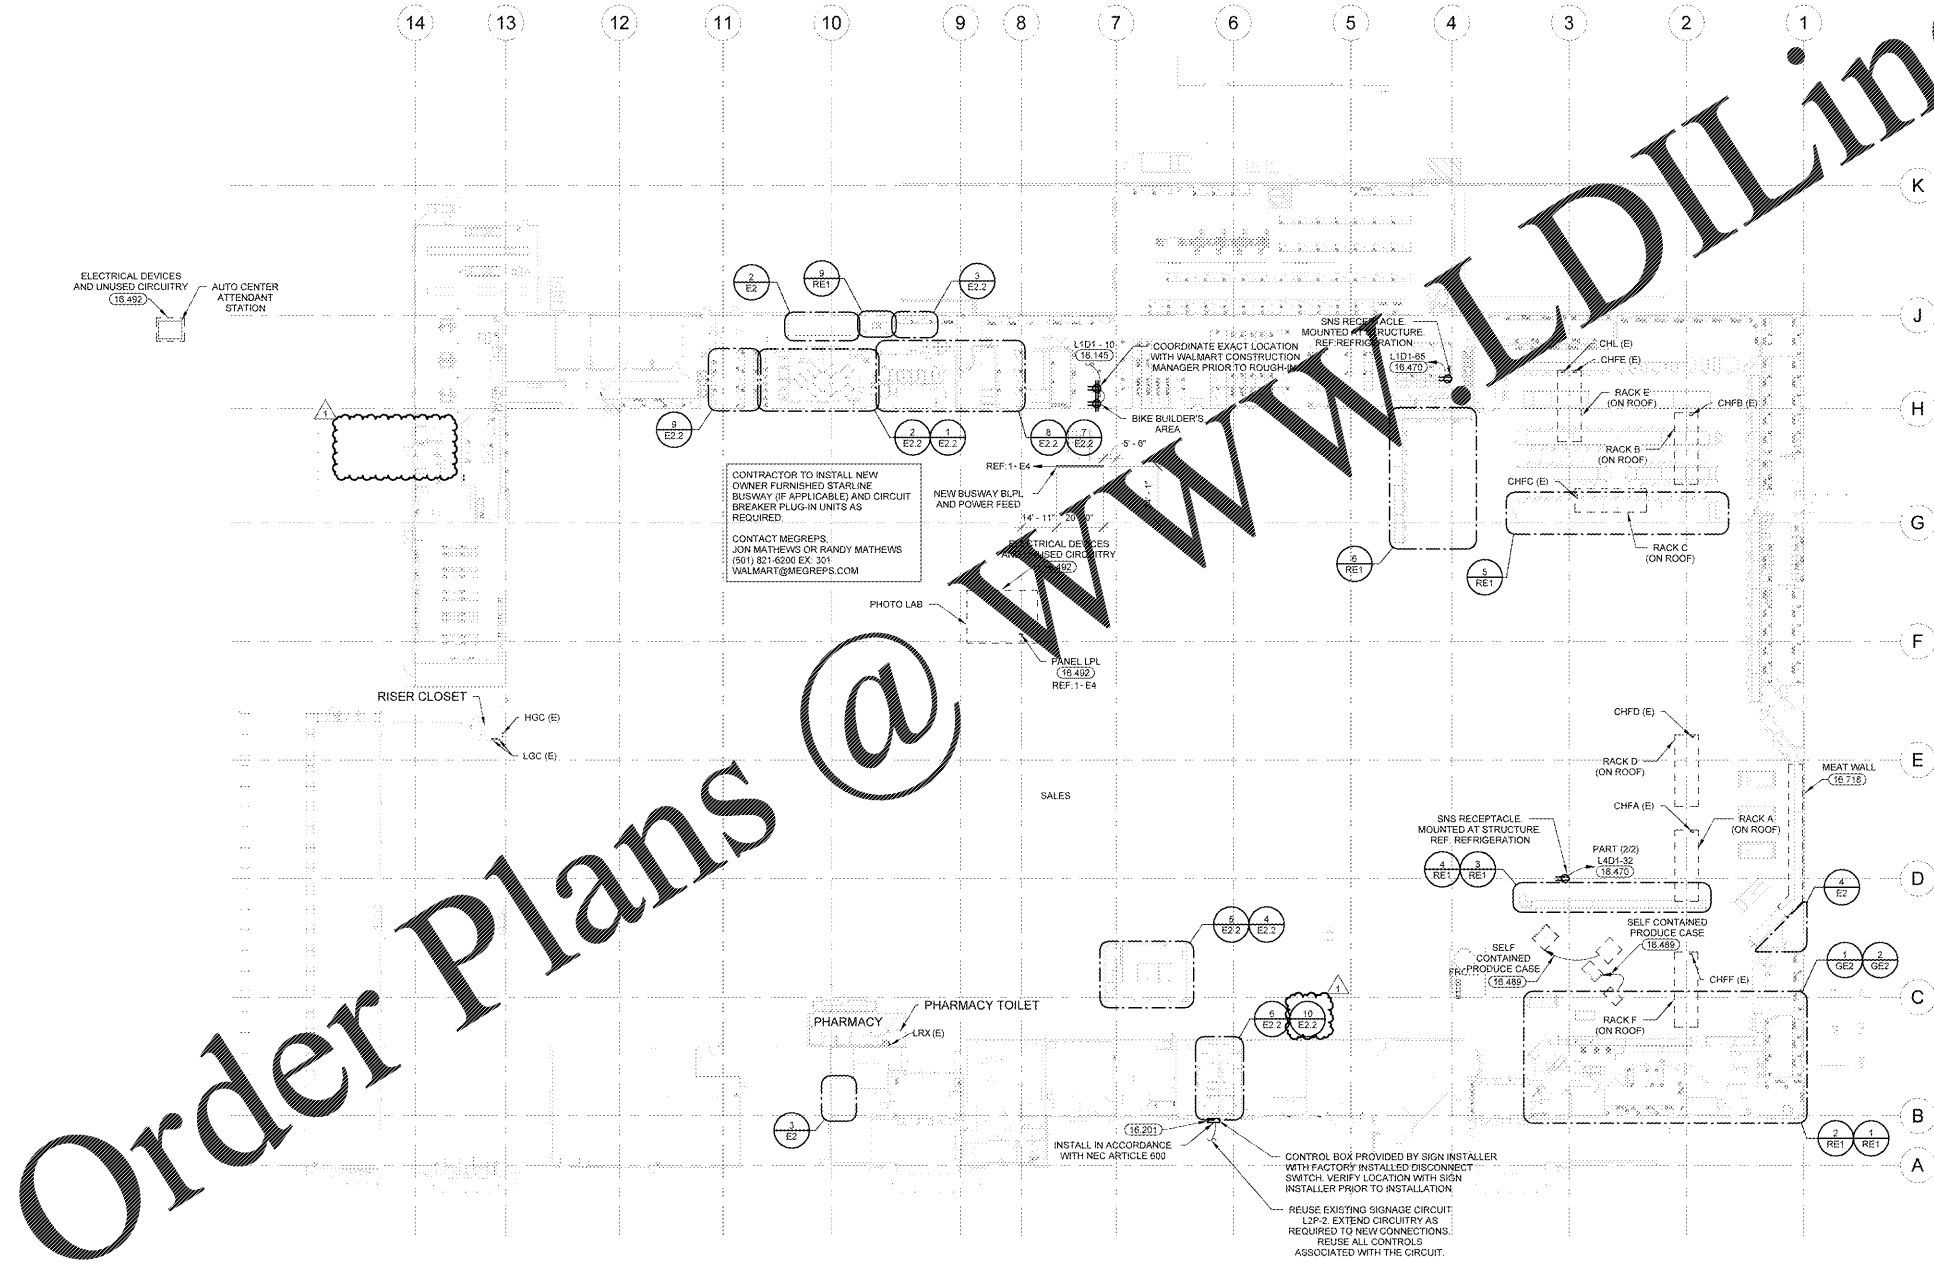 14
13
12
11
10
9
8
7
6
5
4
3
2
1
K
J
H
G
F
E
D
C
B
A
Order Plans @ WWW.LDILin
ELECTRICAL DEVICES
AND UNUSED CIRCUITRY
16.492
AUTO CENTER
ATTENDANT
STATION
2
E2
9
RE1
3
E2.2
9
E2.2
2
E2.2
1
E2.2
8
E2.2
7
E2.2
L1D1 - 10
16.145
COORDINATE EXACT LOCATION
WITH WALMART CONSTRUCTION
MANAGER PRIOR TO ROUGH-IN
BIKE BUILDER'S
AREA
SNS RECEPTACLE
MOUNTED AT STRUCTURE.
REF:REFRIGERATION
L1D1-65
16.470
CHL (E)
CHFE (E)
RACK E
(ON ROOF)
CHFB (E)
RACK B
(ON ROOF)
CHFC (E)
RACK C
(ON ROOF)
6
RE1
5
RE1
1
CONTRACTOR TO INSTALL NEW
OWNER FURNISHED STARLINE
BUSWAY (IF APPLICABLE) AND CIRCUIT
BREAKER PLUG-IN UNITS AS
REQUIRED.
CONTACT MEGREPS,
JON MATHEWS OR RANDY MATHEWS
(501) 821-6200 EX: 301
WALMART@MEGREPS.COM
REF:1- E4
5' - 6"
NEW BUSWAY BLPL
AND POWER FEED
14' - 11"
ELECTRICAL DEVICES
AND UNUSED CIRCUITRY
PHOTO LAB
PANEL LPL
16.492
REF:1- E4
RISER CLOSET
HGC (E)
LGC (E)
SALES
CHFD (E)
RACK D
(ON ROOF)
MEAT WALL
16.718
CHFA (E)
RACK A
(ON ROOF)
SNS RECEPTACLE
MOUNTED AT STRUCTURE.
REF: REFRIGERATION
PART (2/2)
L4D1-32
16.470
4
RE1
3
RE1
4
E2
SELF CONTAINED
PRODUCE CASE
16.489
SELF
CONTAINED
PRODUCE CASE
16.489
CHFF (E)
RACK F
(ON ROOF)
1
GE2
2
GE2
5
E2.2
4
E2.2
6
E2.2
10
E2.2
1
PHARMACY
PHARMACY TOILET
LRX (E)
3
E2
2
RE1
1
RE1
16.201
INSTALL IN ACCORDANCE
WITH NEC ARTICLE 600
CONTROL BOX PROVIDED BY SIGN INSTALLER
WITH FACTORY INSTALLED DISCONNECT
SWITCH. VERIFY LOCATION WITH SIGN
INSTALLER PRIOR TO INSTALLATION
REUSE EXISTING SIGNAGE CIRCUIT
L2P-2. EXTEND CIRCUITRY AS
REQUIRED TO NEW CONNECTIONS.
REUSE ALL CONTROLS
ASSOCIATED WITH THE CIRCUIT.